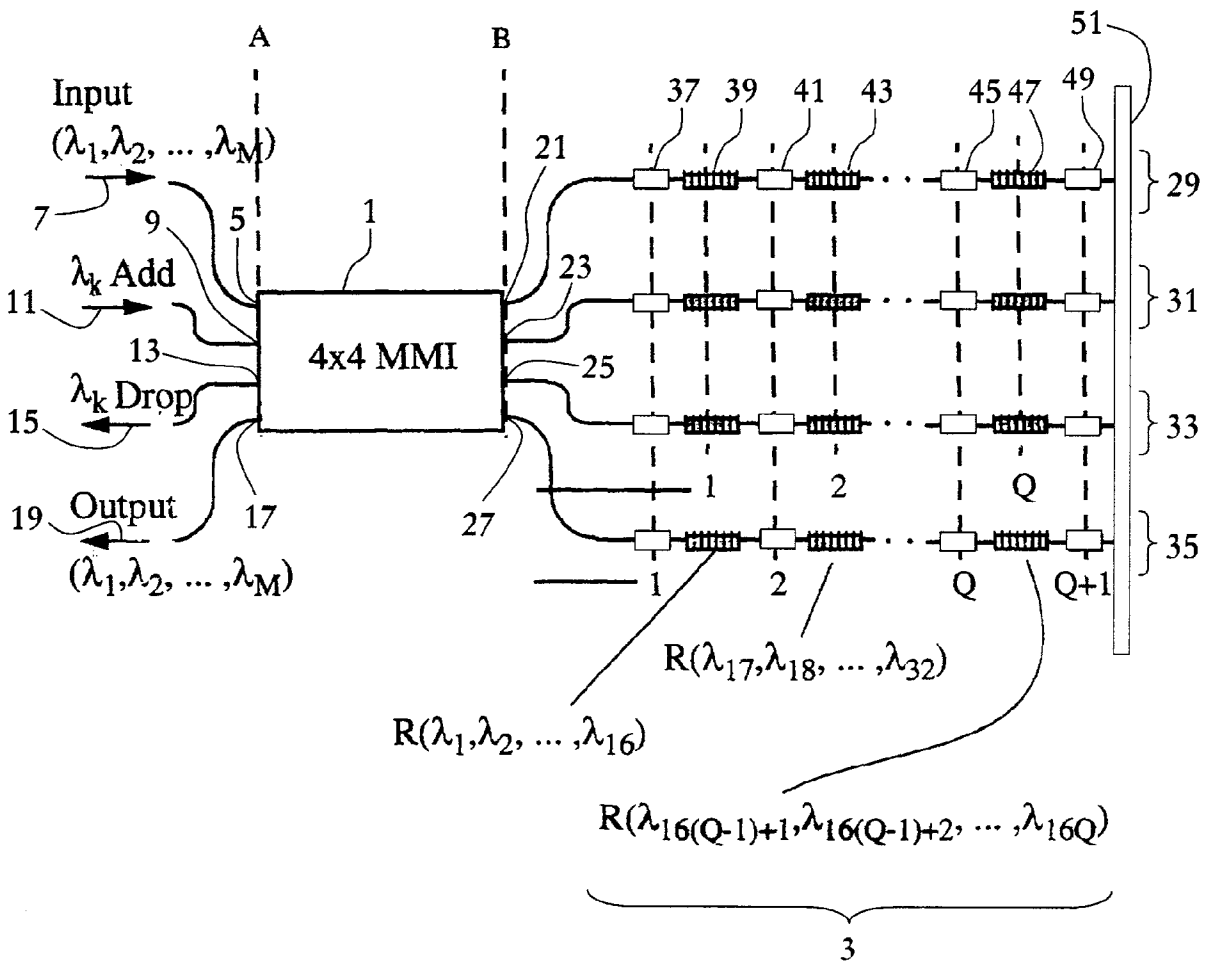 A
B
51
Input
(λ1,λ2, ... ,λM)
7
9
5
1
21
37
39
41
43
45
47
49
29
λk Add
11
23
31
13
4x4 MMI
25
λk Drop
15
33
1
2
Q
Output
19
17
27
35
(λ1,λ2, ... ,λM)
1
2
Q
Q+1
R(λ17,λ18, ... ,λ32)
R(λ1,λ2, ... ,λ16)
R(λ16(Q-1)+1,λ16(Q-1)+2, ... ,λ16Q)
3